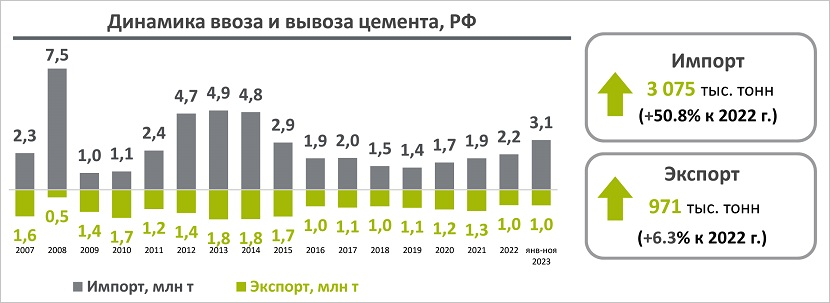 Динамика ввоза и вывоза цемента, РФ
2,3 7,5 1,0 1,1 2,4 4,7 4,9 4,8 2,9 1,9 2,0 1,5 1,4 1,7 1,9 2,2 3,1
1,6 0,5 1,4 1,7 1,2 1,4 1,8 1,8 1,7 1,0 1,1 1,0 1,1 1,2 1,3 1,0 1,0
2007 2008 2009 2010 2011 2012 2013 2014 2015 2016 2017 2018 2019 2020 2021 2022 янв-ноя
2023
Импорт, млн т Экспорт, млн т
Импорт
3 075 тыс. тонн
(+50.8% к 2022 г.)
Экспорт
971 тыс. тонн
(+6.3% к 2022 г.)